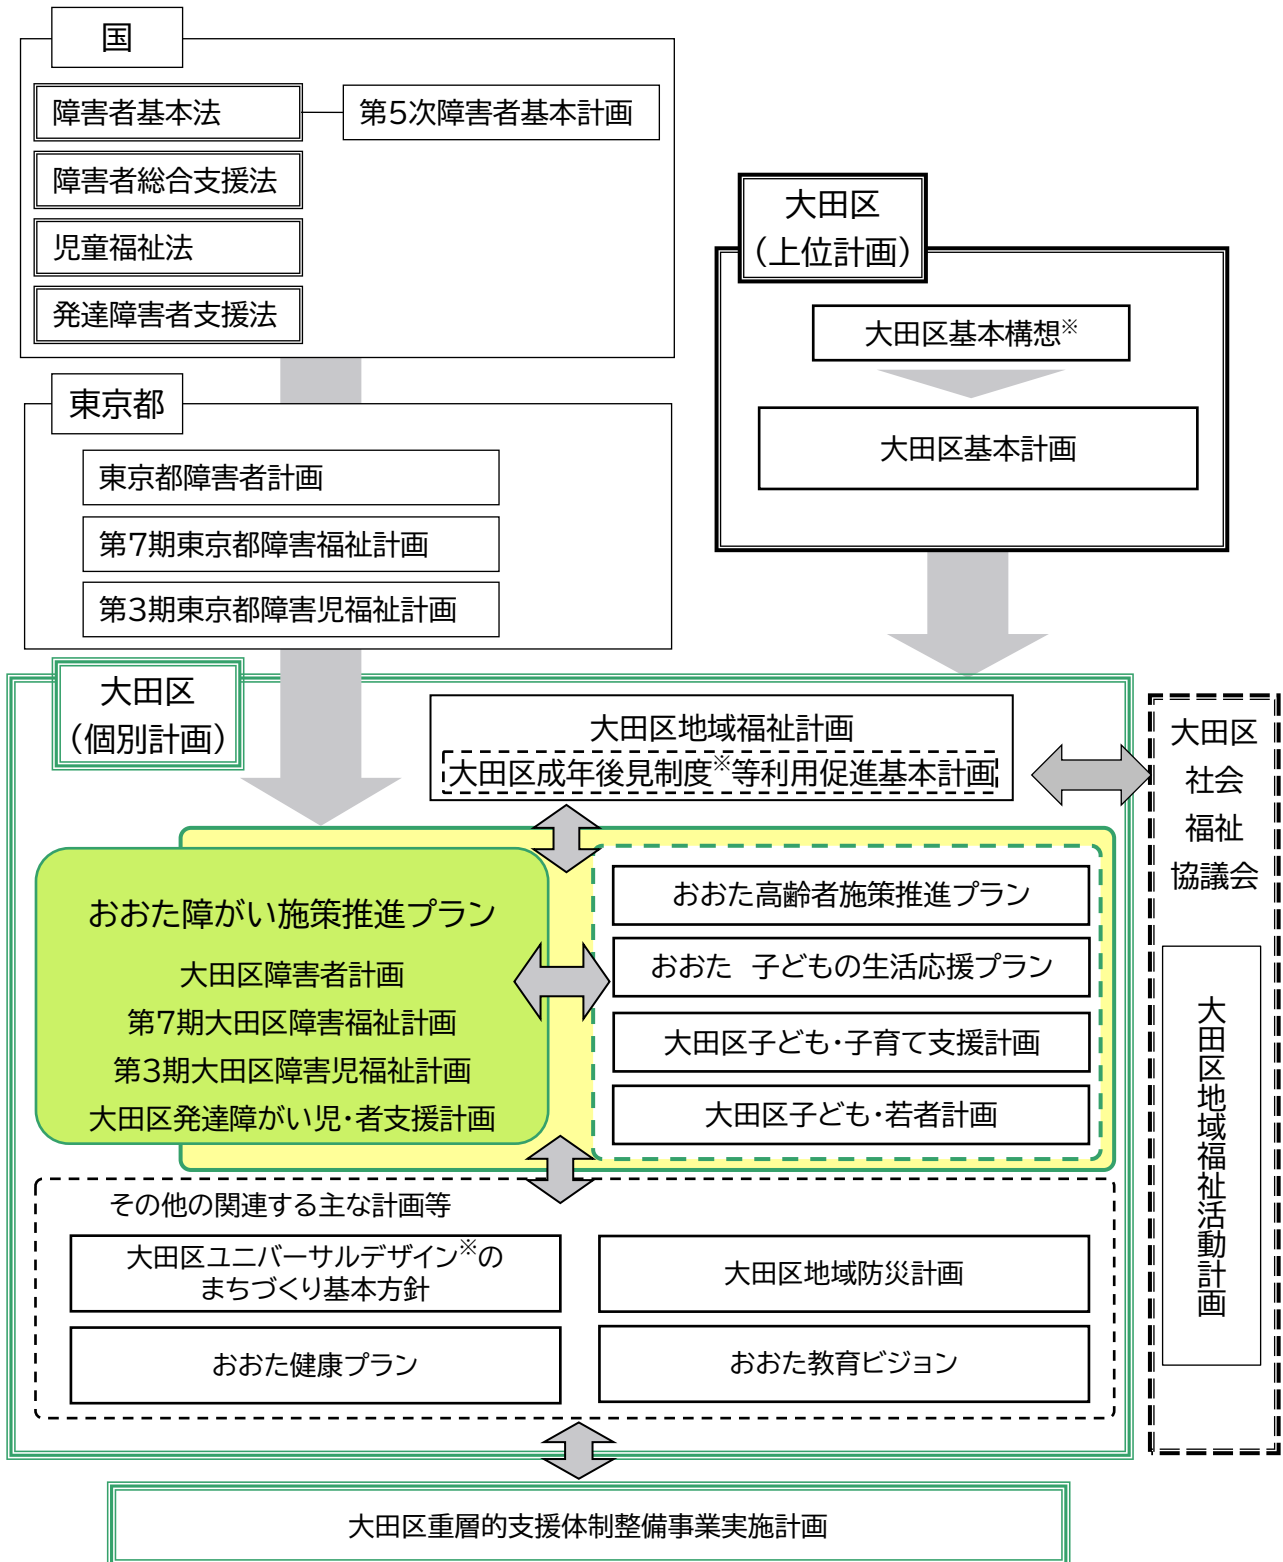 国
障害者基本法
第5次障害者基本計画
障害者総合支援法
児童福祉法
発達障害者支援法
東京都
東京都障害者計画
第7期東京都障害福祉計画
第3期東京都障害児福祉計画
大田区
（上位計画）
大田区基本構想※
大田区基本計画
大田区
（個別計画）
大田区地域福祉計画
大田区成年後見制度※等利用促進基本計画
おおた障がい施策推進プラン
大田区障害者計画
第7期大田区障害福祉計画
第3期大田区障害児福祉計画
大田区発達障がい児・者支援計画
おおた高齢者施策推進プラン
おおた　子どもの生活応援プラン
大田区子ども・子育て支援計画
大田区子ども・若者計画
その他の関連する主な計画等
大田区ユニバーサルデザイン※の
まちづくり基本方針
大田区地域防災計画
おおた健康プラン
おおた教育ビジョン
大田区
社会
福祉
協議会
大田区地域福祉活動計画
大田区重層的支援体制整備事業実施計画